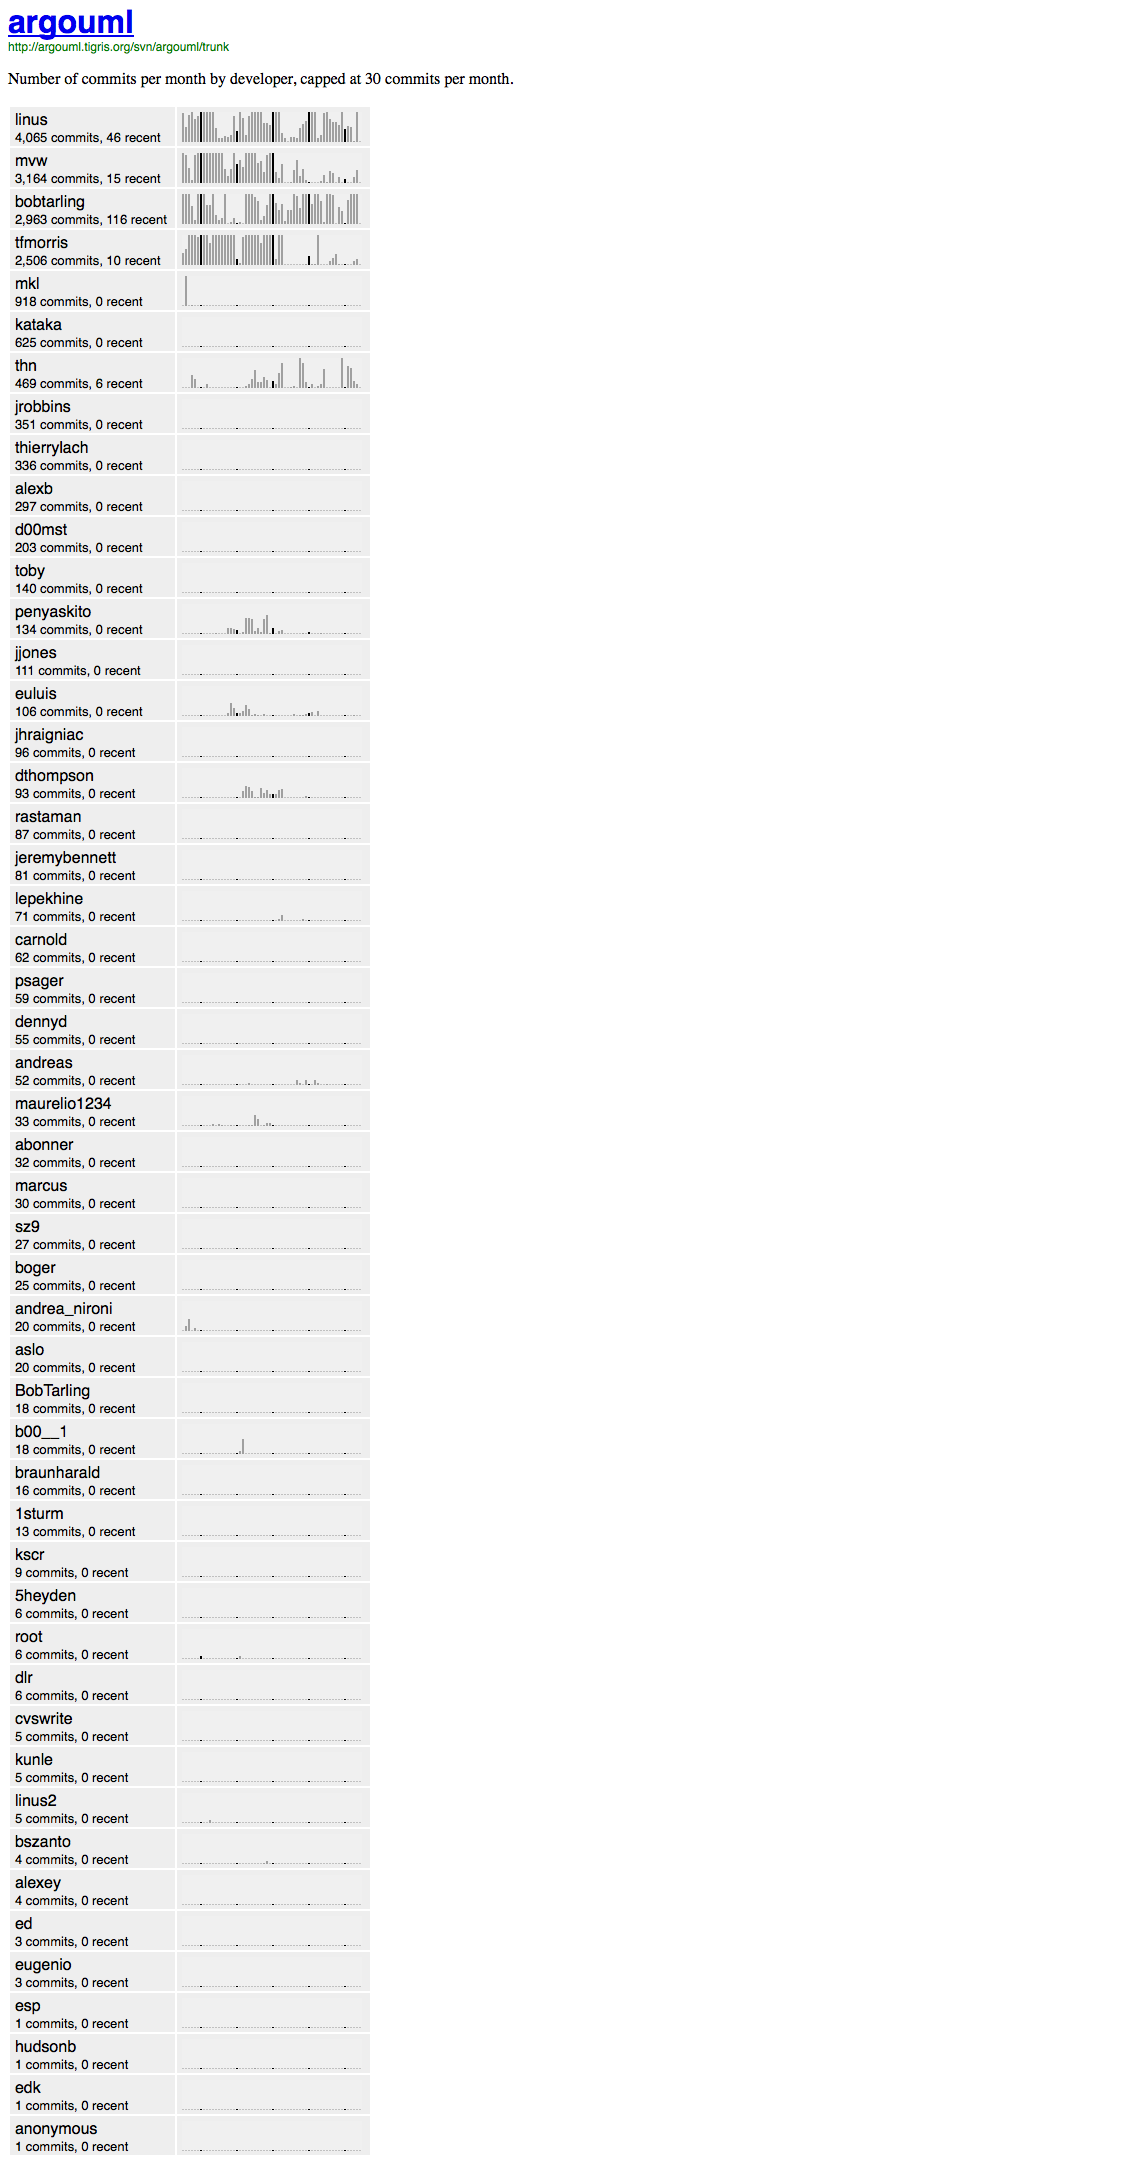 argouml
http://argouml.tigris.org/svn/argouml/trunk
Number of commits per month by developer, capped at 30 commits per month.
linus
4,065 commits, 46 recent
mvw
3,164 commits, 15 recent
bobtarling
2,963 commits, 116 recent
tfmorris
2,506 commits, 10 recent
mkl
918 commits, 0 recent
kataka
625 commits, 0 recent
thn
469 commits, 6 recent
jrobbins
351 commits, 0 recent
thierrylach
336 commits, 0 recent
alexb
297 commits, 0 recent
d00mst
203 commits, 0 recent
toby
140 commits, 0 recent
penyaskito
134 commits, 0 recent
jjones
111 commits, 0 recent
euluis
106 commits, 0 recent
jhraigniac
96 commits, 0 recent
dthompson
93 commits, 0 recent
rastaman
87 commits, 0 recent
jeremybennett
81 commits, 0 recent
lepekhine
71 commits, 0 recent
carnold
62 commits, 0 recent
psager
59 commits, 0 recent
dennyd
55 commits, 0 recent
andreas
52 commits, 0 recent
maurelio1234
33 commits, 0 recent
abonner
32 commits, 0 recent
marcus
30 commits, 0 recent
sz9
27 commits, 0 recent
boger
25 commits, 0 recent
andrea_nironi
20 commits, 0 recent
aslo
20 commits, 0 recent
BobTarling
18 commits, 0 recent
b00__1
18 commits, 0 recent
braunharald
16 commits, 0 recent
1sturm
13 commits, 0 recent
kscr
9 commits, 0 recent
5heyden
6 commits, 0 recent
root
6 commits, 0 recent
dlr
6 commits, 0 recent
cvswrite
5 commits, 0 recent
kunle
5 commits, 0 recent
linus2
5 commits, 0 recent
bszanto
4 commits, 0 recent
alexey
4 commits, 0 recent
ed
3 commits, 0 recent
eugenio
3 commits, 0 recent
esp
1 commits, 0 recent
hudsonb
1 commits, 0 recent
edk
1 commits, 0 recent
anonymous
1 commits, 0 recent